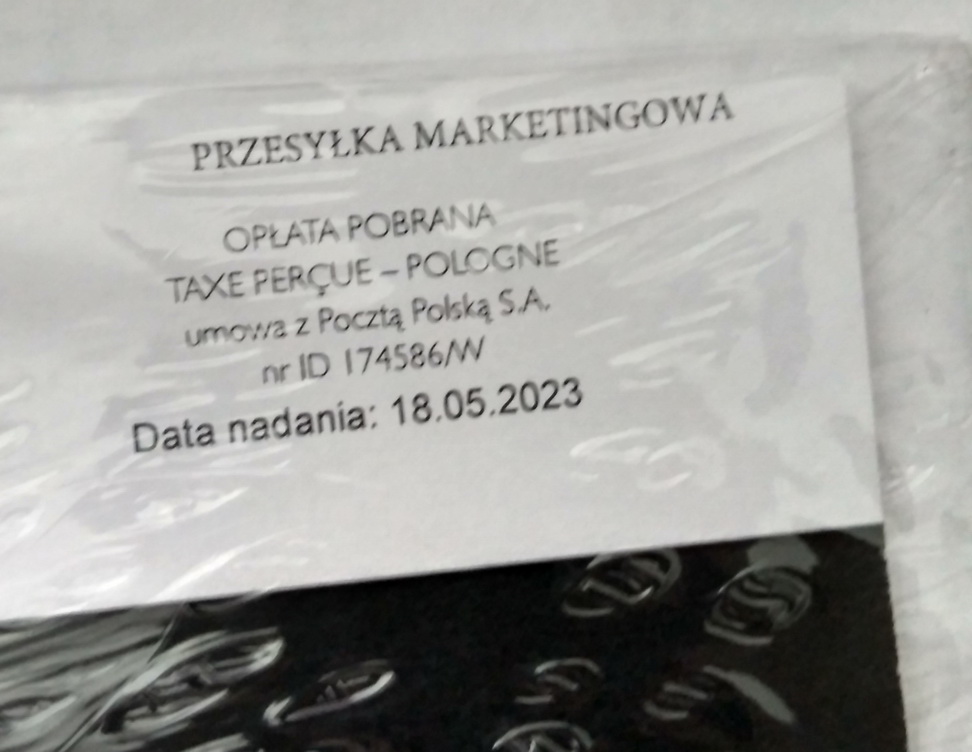 PRZESYŁKA MARKETINGOWA
OPŁATA POBRANA
TAXE PERÇUE – POLOGNE
umowa z Pocztą Polską S.A.
nr ID 174586/W
Data nadania: 18.05.2023